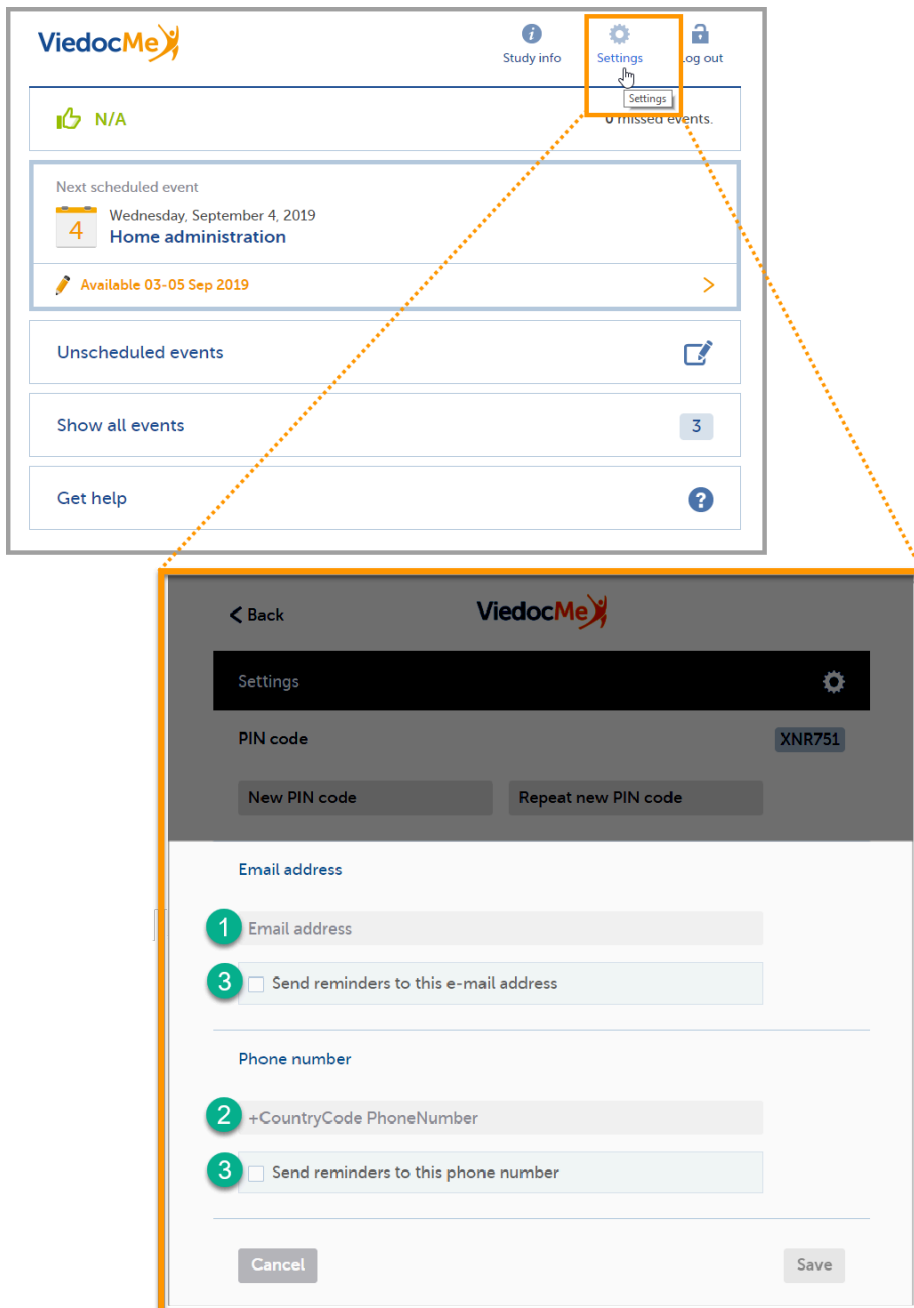 ViedocMe
Study info
Settings
Log out
Settings
N/A
0 missed events.
Next scheduled event
4
Wednesday, September 4, 2019
Home administration
Available 03-05 Sep 2019
Unscheduled events
Show all events
3
Get help
?
Back
ViedocMe
Settings
PIN code
XNR751
New PIN code
Repeat new PIN code
Email address
1
Email address
3
Send reminders to this e-mail address
Phone number
2
+CountryCode PhoneNumber
3
Send reminders to this phone number
Cancel
Save